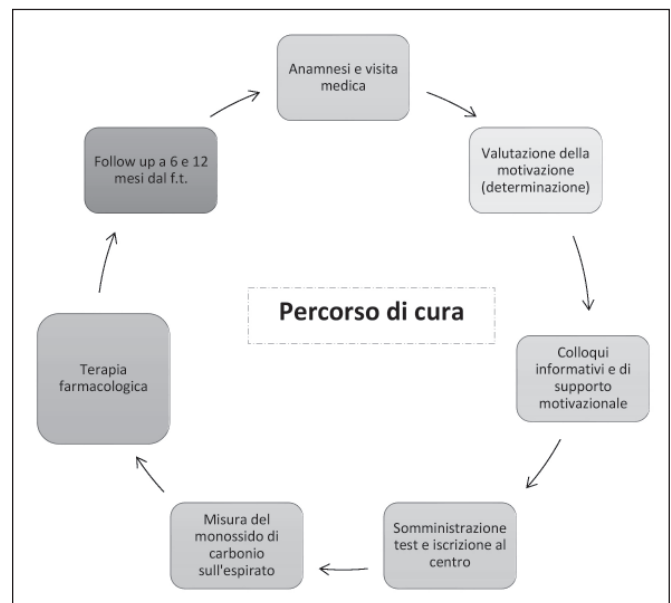 Anamnesi e visita
medica
Valutazione della
motivazione
(determinazione)
Colloqui
informativi e di
supporto
motivazionale
Somministrazione
test e iscrizione al
centro
Misura del
monossido di
carbonio
sull'espirato
Terapia
farmacologica
Follow up a 6 e 12
mesi dal f.t.
Percorso di cura